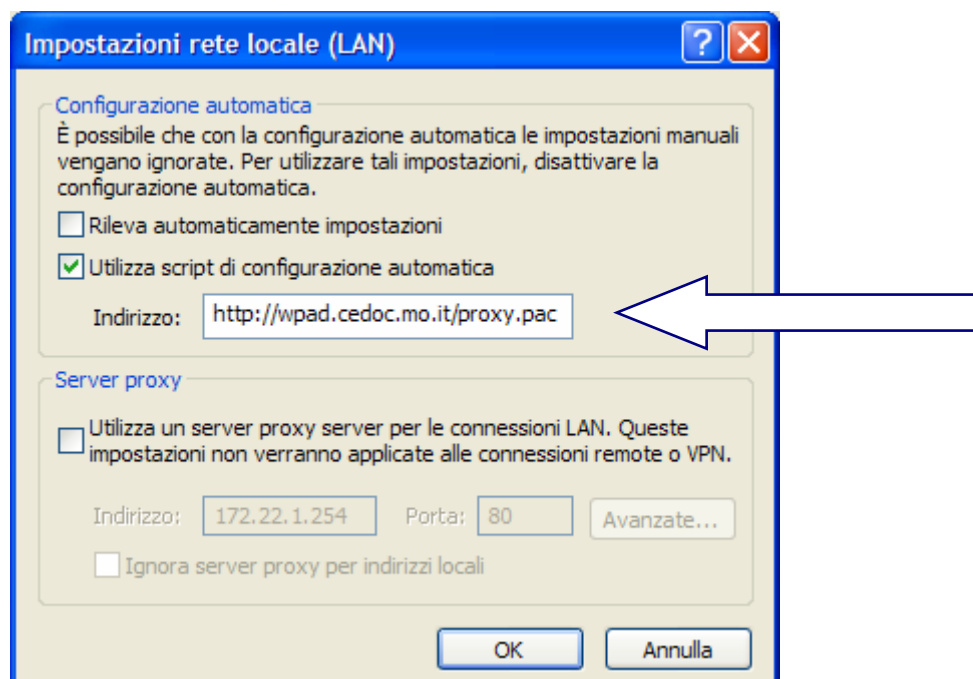 Impostazioni rete locale (LAN)
Configurazione automatica
È possibile che con la configurazione automatica le impostazioni manuali
vengano ignorate. Per utilizzare tali impostazioni, disattivare la
configurazione automatica.
Rileva automaticamente impostazioni
Utilizza script di configurazione automatica
Indirizzo: http://wpad.cedoc.mo.it/proxy.pac
Server proxy
Utilizza un server proxy server per le connessioni LAN. Queste
impostazioni non verranno applicate alle connessioni remote o VPN.
Indirizzo: 172.22.1.254 Porta: 80 Avanzate...
Ignora server proxy per indirizzi locali
OK Annulla